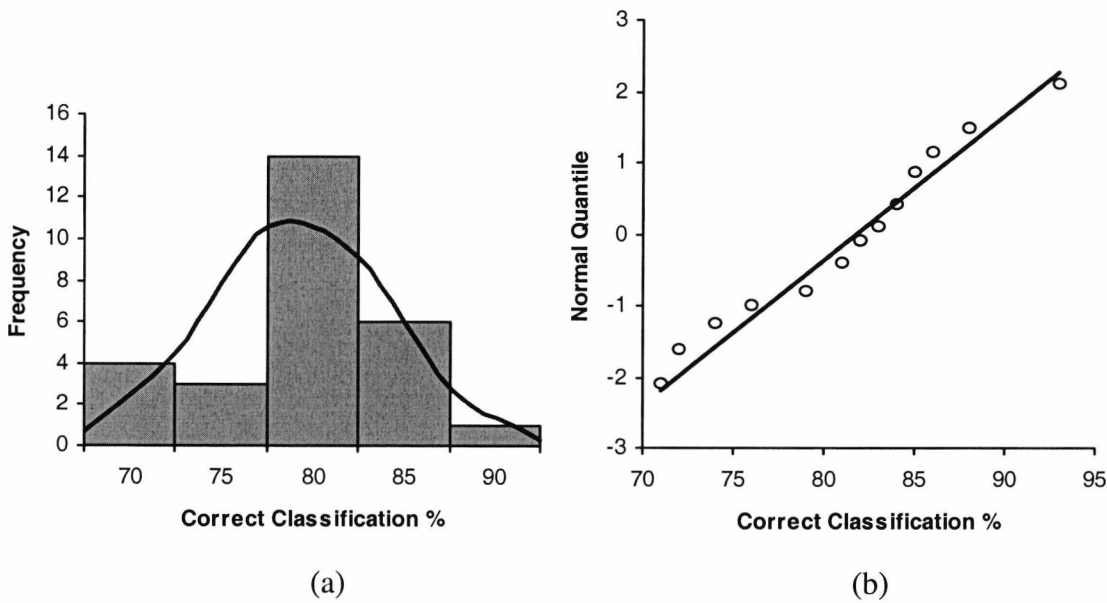 16
14
12
10
8
6
4
2
0
Frequency
70 75 80 85 90
Correct Classification %
(a)
3
2
1
0
-1
-2
-3
Normal Quantile
70 75 80 85 90 95
Correct Classification %
(b)